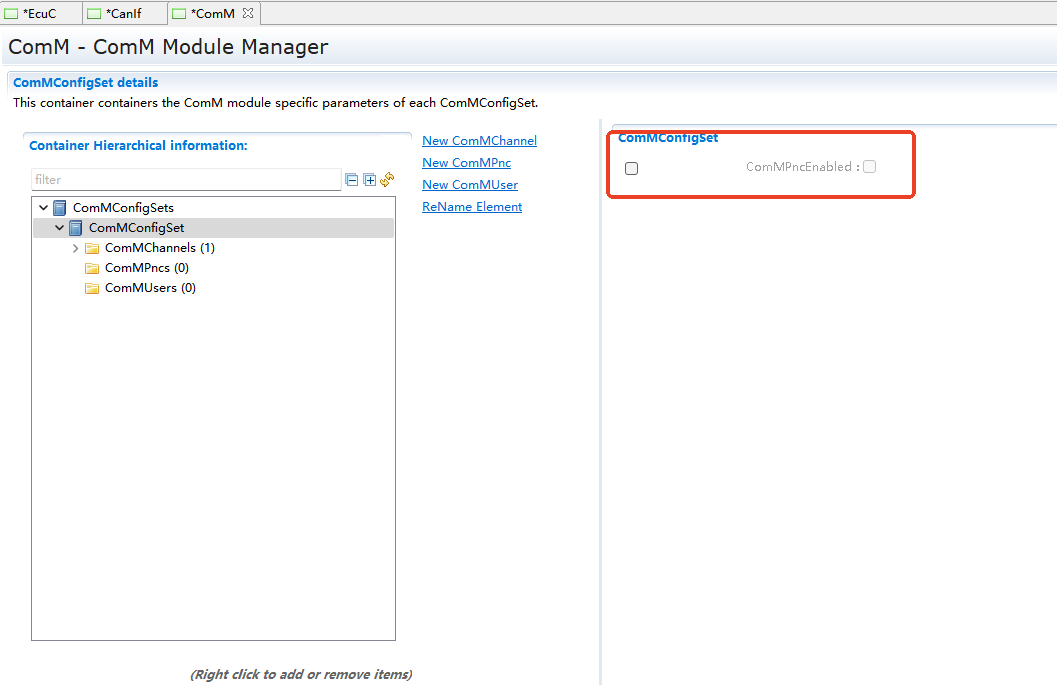 *EcuC *CanIf *ComM
ComM - ComM Module Manager
ComMConfigSet details
This container containers the ComM module specific parameters of each ComMConfigSet.
Container Hierarchical information:
filter
ComMConfigSets
ComMConfigSet
ComMChannels (1)
ComMPncs (0)
ComMUsers (0)
(Right click to add or remove items)
New ComMChannel
New ComMPnc
New ComMUser
ReName Element
ComMConfigSet
ComMPncEnabled :